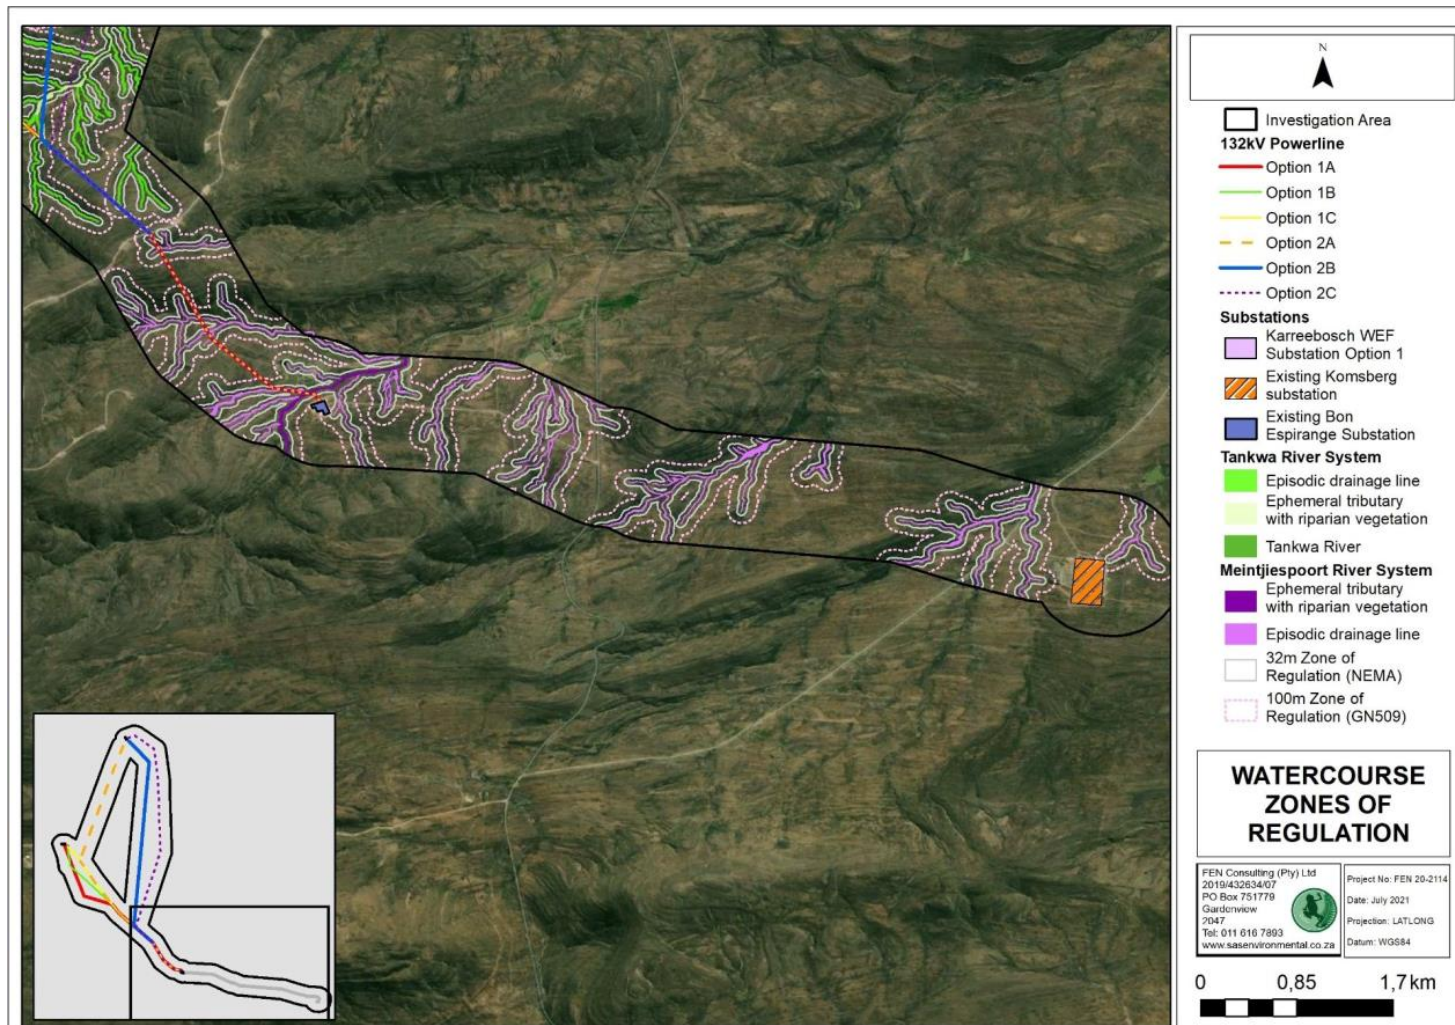 N
Investigation Area
132kV Powerline
Option 1A
Option 1B
Option 1C
Option 2A
Option 2B
Option 2C
Substations
Karreebosch WEF
Substation Option 1
Existing Komsberg
substation
Existing Bon
Espirange Substation
Tankwa River System
Episodic drainage line
Ephemeral tributary
with riparian vegetation
Tankwa River
Meintjiespoort River System
Ephemeral tributary
with riparian vegetation
Episodic drainage line
32m Zone of
Regulation (NEMA)
100m Zone of
Regulation (GN509)
WATERCOURSE
ZONES OF
REGULATION
FEN Consulting (Pty) Ltd
2019/432634/07
PO Box 751779
Gardenview
2047
Tel: 011 616 7893
www.sasenvironmental.co.za
Project No: FEN 20-2114
Date: July 2021
Projection: LATLONG
Datum: WGS84
0 0,85 1,7 km